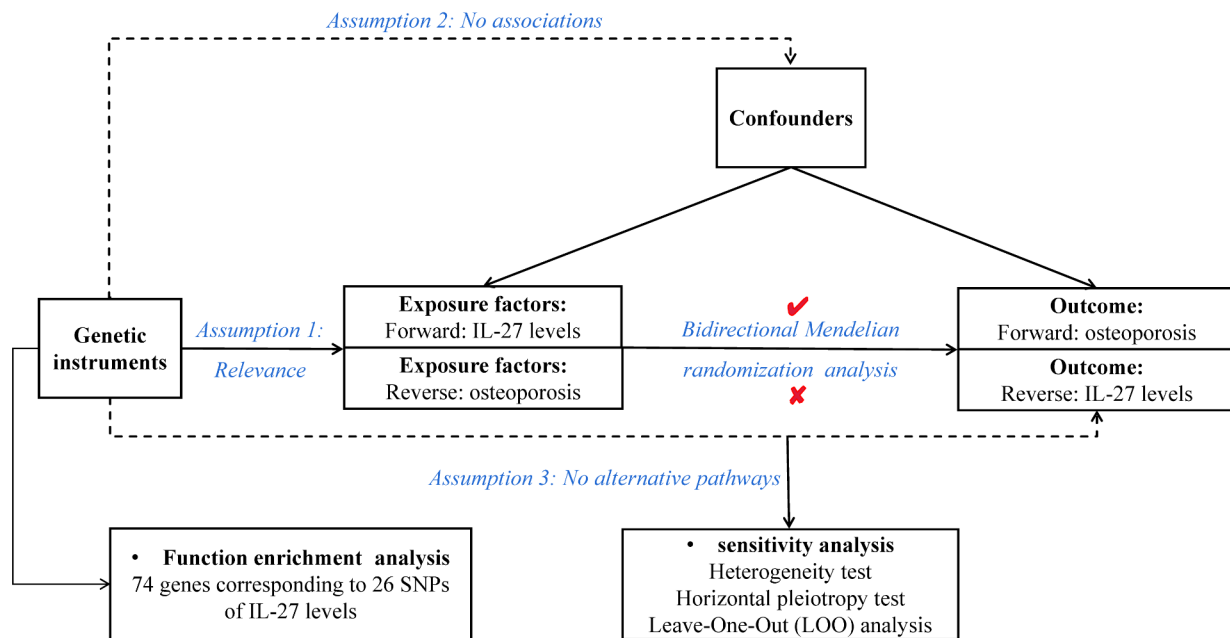 Assumption 2: No associations
Confounders
Genetic
instruments
Assumption 1:
Relevance
Exposure factors:
Forward: IL-27 levels
Exposure factors:
Reverse: osteoporosis
Bidirectional Mendelian
randomization analysis
Outcome:
Forward: osteoporosis
Outcome:
Reverse: IL-27 levels
Assumption 3: No alternative pathways
• Function enrichment analysis
74 genes corresponding to 26 SNPs
of IL-27 levels
• sensitivity analysis
Heterogeneity test
Horizontal pleiotropy test
Leave-One-Out (LOO) analysis